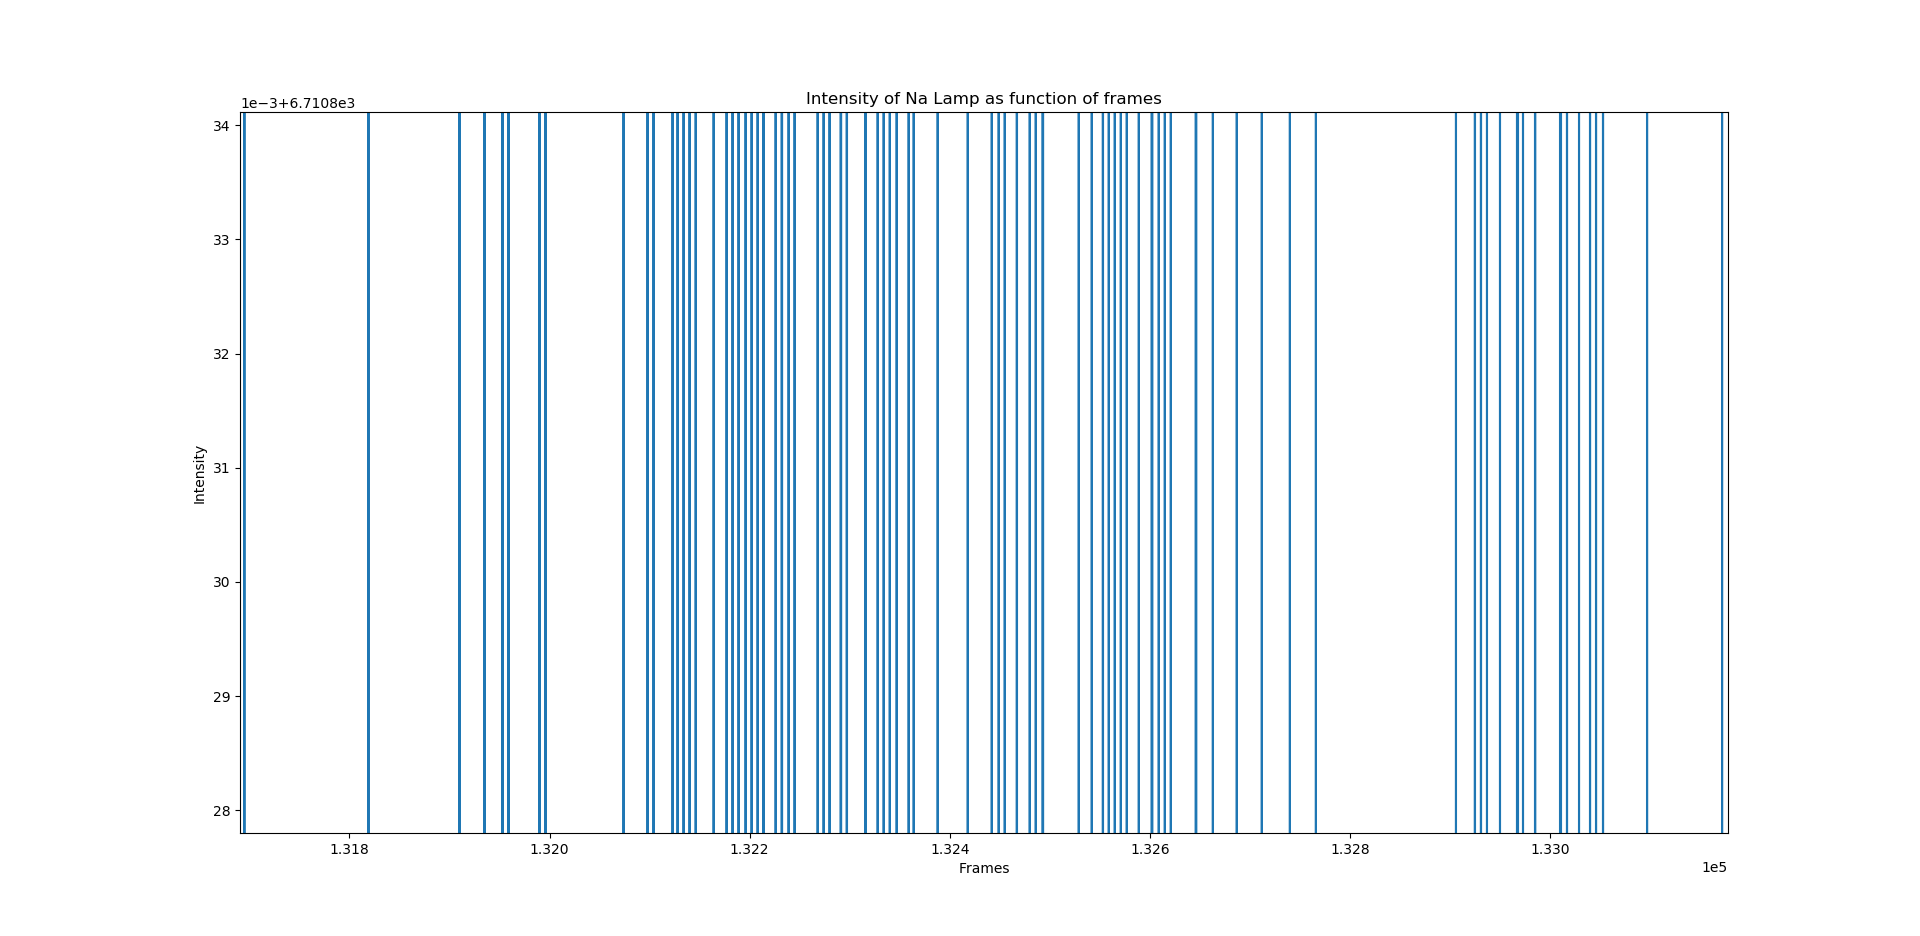 Intensity of Na Lamp as function of frames
1e−3+6.7108e3
34
33
32
31
30
29
28
Intensity
1.318 1.320 1.322 1.324 1.326 1.328 1.330
1e5
Frames